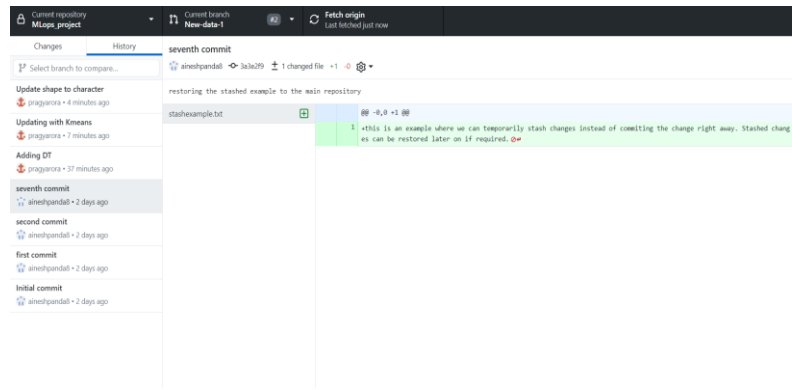 Current repository
MLops_project
Current branch
New-data-1
#2
Fetch origin
Last fetched just now
Changes
History
Select branch to compare...
Update shape to character
pragyarora • 4 minutes ago
Updating with Kmeans
pragyarora • 7 minutes ago
Adding DT
pragyarora • 37 minutes ago
seventh commit
aineshpanda8 • 2 days ago
second commit
aineshpanda8 • 2 days ago
first commit
aineshpanda8 • 2 days ago
Initial commit
aineshpanda8 • 2 days ago
seventh commit
aineshpanda8 3a3e2f9 1 changed file +1 -0
restoring the stashed example to the main repository
stashexample.txt
@@ -0,0 +1 @@
1 +this is an example where we can temporarily stash changes instead of commiting the change right away. Stashed chang
es can be restored later on if required.